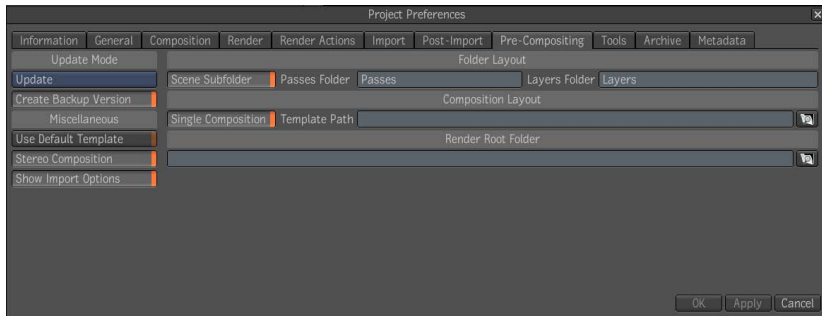 Project Preferences
Information General Composition Render Render Actions Import Post-Import Pre-Compositing Tools Archive Metadata
Update Mode Folder Layout
Update Scene Subfolder Passes Folder Passes Layers Folder Layers
Create Backup Version Composition Layout
Miscellaneous Single Composition Template Path
Use Default Template Render Root Folder
Stereo Composition
Show Import Options
OK Apply Cancel